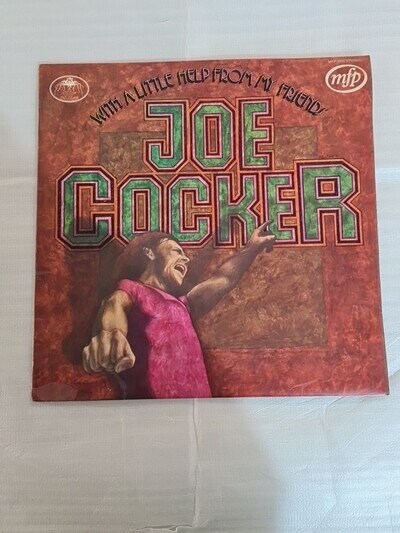 WITH A LITTLE HELP FROM MY FRIENDS
mfp
JOE
COCKER